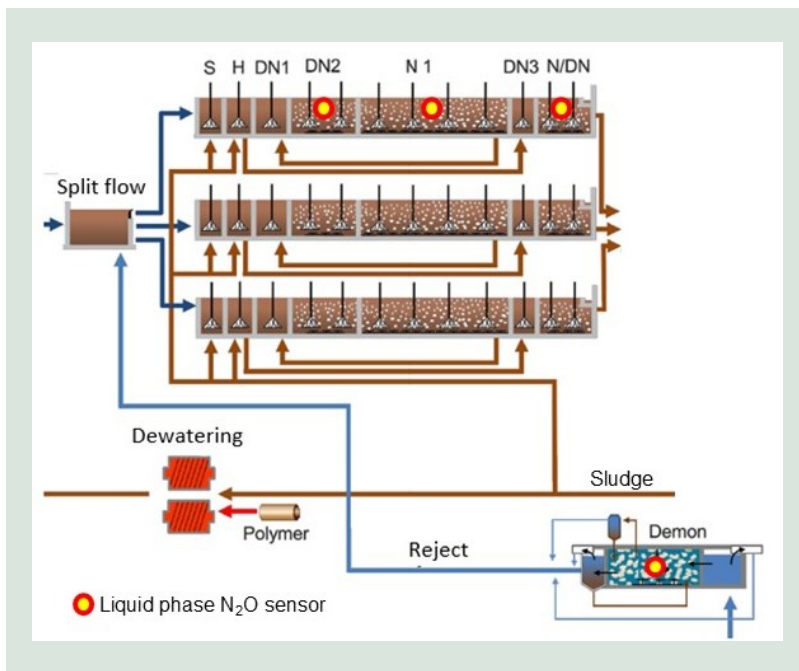 S H DN1 DN2 N 1 DN3 N/DN
Split flow
Dewatering
Sludge
Polymer
Demon
Reject
Liquid phase N₂O sensor